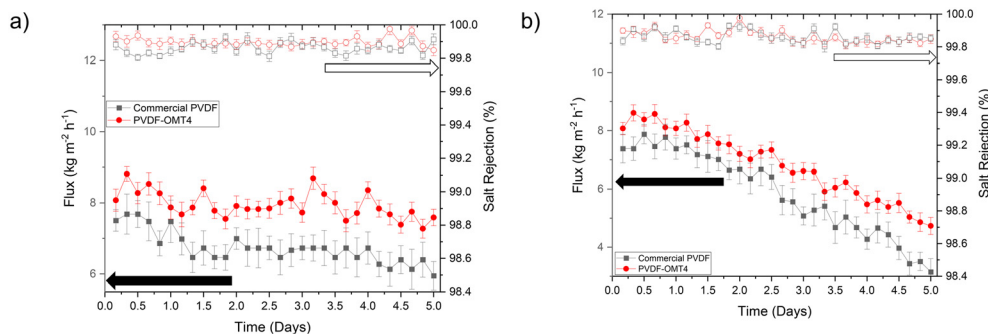 a)
12
10
8
6
Flux (kg m⁻² h⁻¹)
Commercial PVDF
PVDF-OMT4
100.0
99.8
99.6
99.4
99.2
99.0
98.8
98.6
98.4
Salt Rejection (%)
0.0 0.5 1.0 1.5 2.0 2.5 3.0 3.5 4.0 4.5 5.0
Time (Days)
b)
12
10
8
6
4
Flux (kg m⁻² h⁻¹)
Commercial PVDF
PVDF-OMT4
100.0
99.8
99.6
99.4
99.2
99.0
98.8
98.6
98.4
Salt Rejection (%)
0.0 0.5 1.0 1.5 2.0 2.5 3.0 3.5 4.0 4.5 5.0
Time (Days)